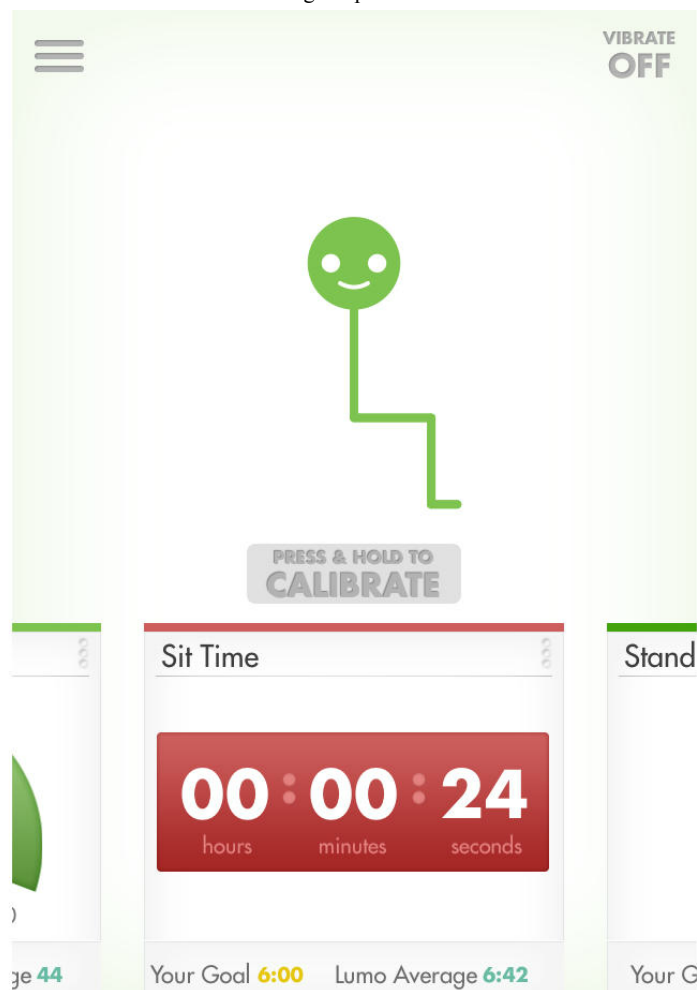 VIBRATE
OFF
PRESS & HOLD TO
CALIBRATE
Sit Time
Stand
00 : 00 : 24
hours minutes seconds
)
ge 44
Your Goal 6:00 Lumo Average 6:42
Your G